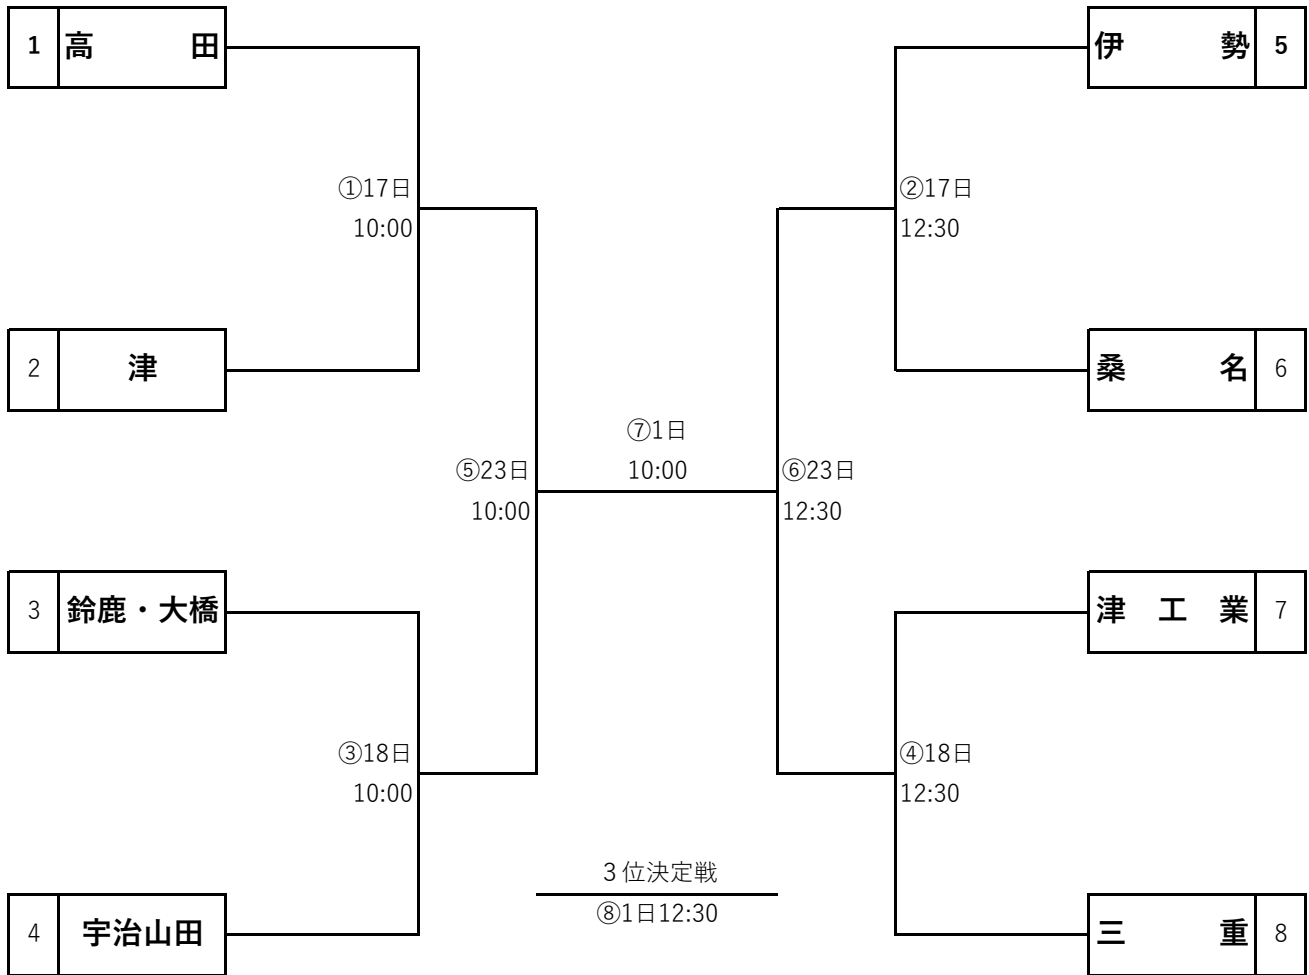 1 高 田
伊 勢 5
①17日
10:00
②17日
12:30
2 津
桑 名 6
⑦1日
10:00
⑤23日
10:00
⑥23日
12:30
3 鈴鹿・大橋
津 工 業 7
③18日
10:00
④18日
12:30
３位決定戦
⑧1日12:30
4 宇治山田
三 重 8